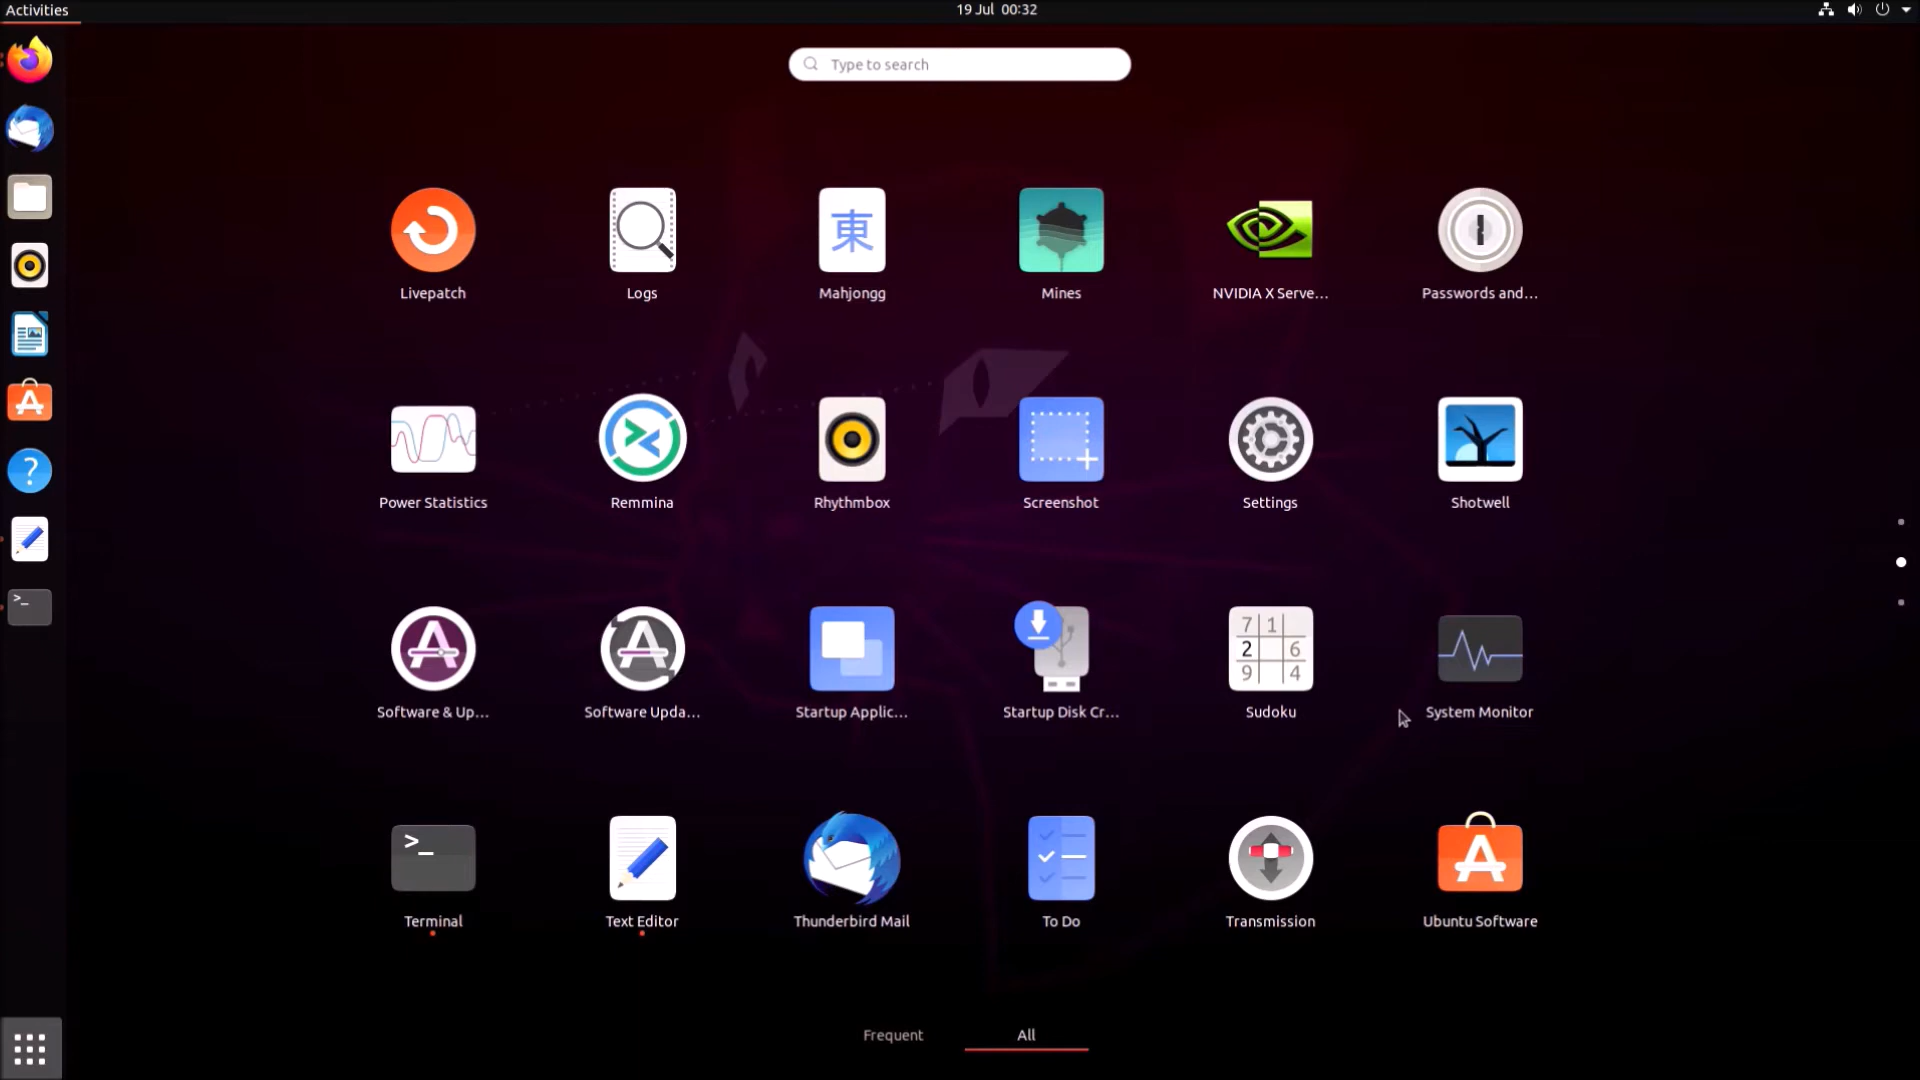 Activities
19 Jul 00:32
Type to search
東
Livepatch
Logs
Mahjongg
Mines
NVIDIA X Serve...
Passwords and...
Power Statistics
Remmina
Rhythmbox
Screenshot
Settings
Shotwell
7 1
2 6
9 4
Software & Up...
Software Upda...
Startup Applic...
Startup Disk Cr...
Sudoku
System Monitor
>_
Terminal
Text Editor
Thunderbird Mail
To Do
Transmission
Ubuntu Software
?
>_
Frequent
All